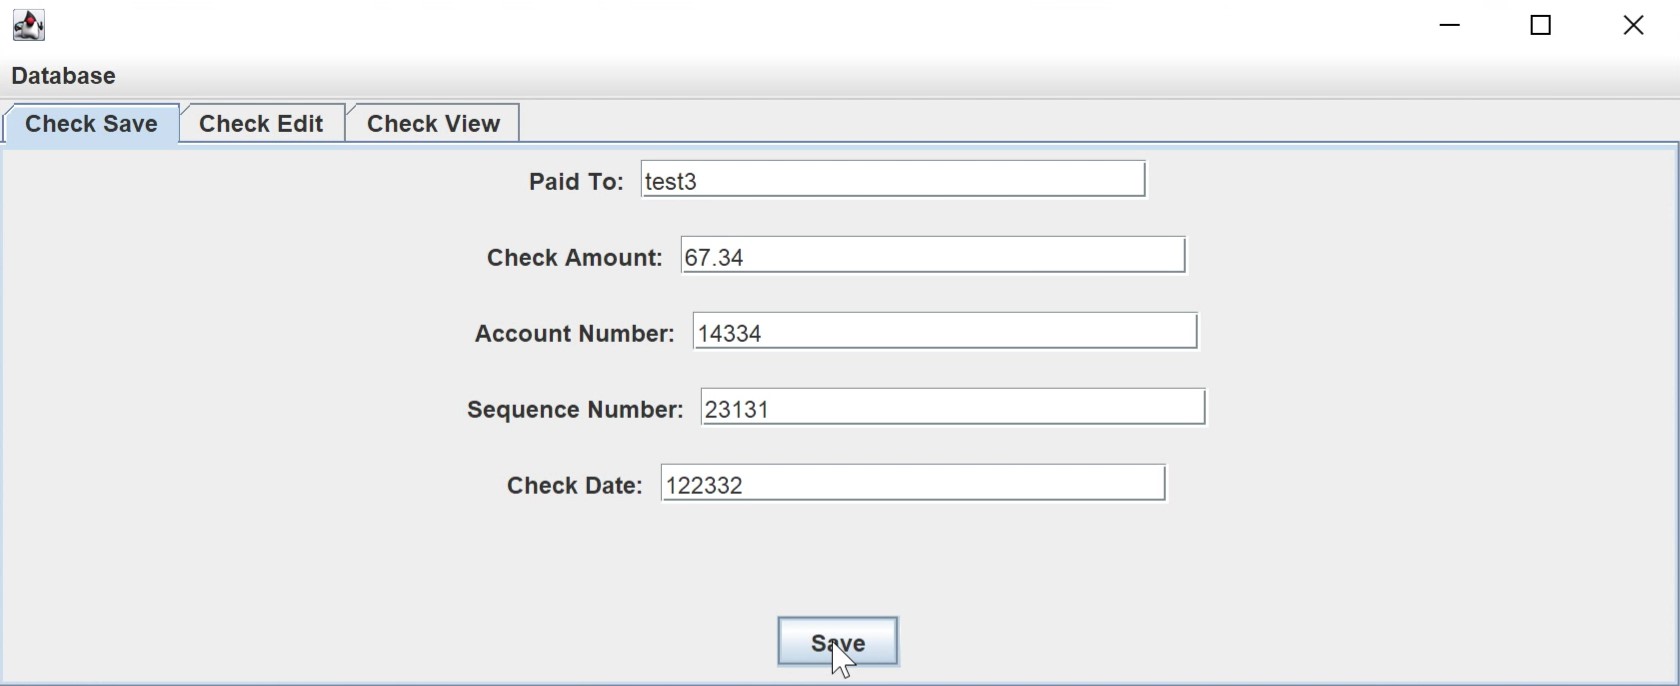 Database
Check Save Check Edit Check View
Paid To: test3
Check Amount: 67.34
Account Number: 14334
Sequence Number: 23131
Check Date: 122332
Save